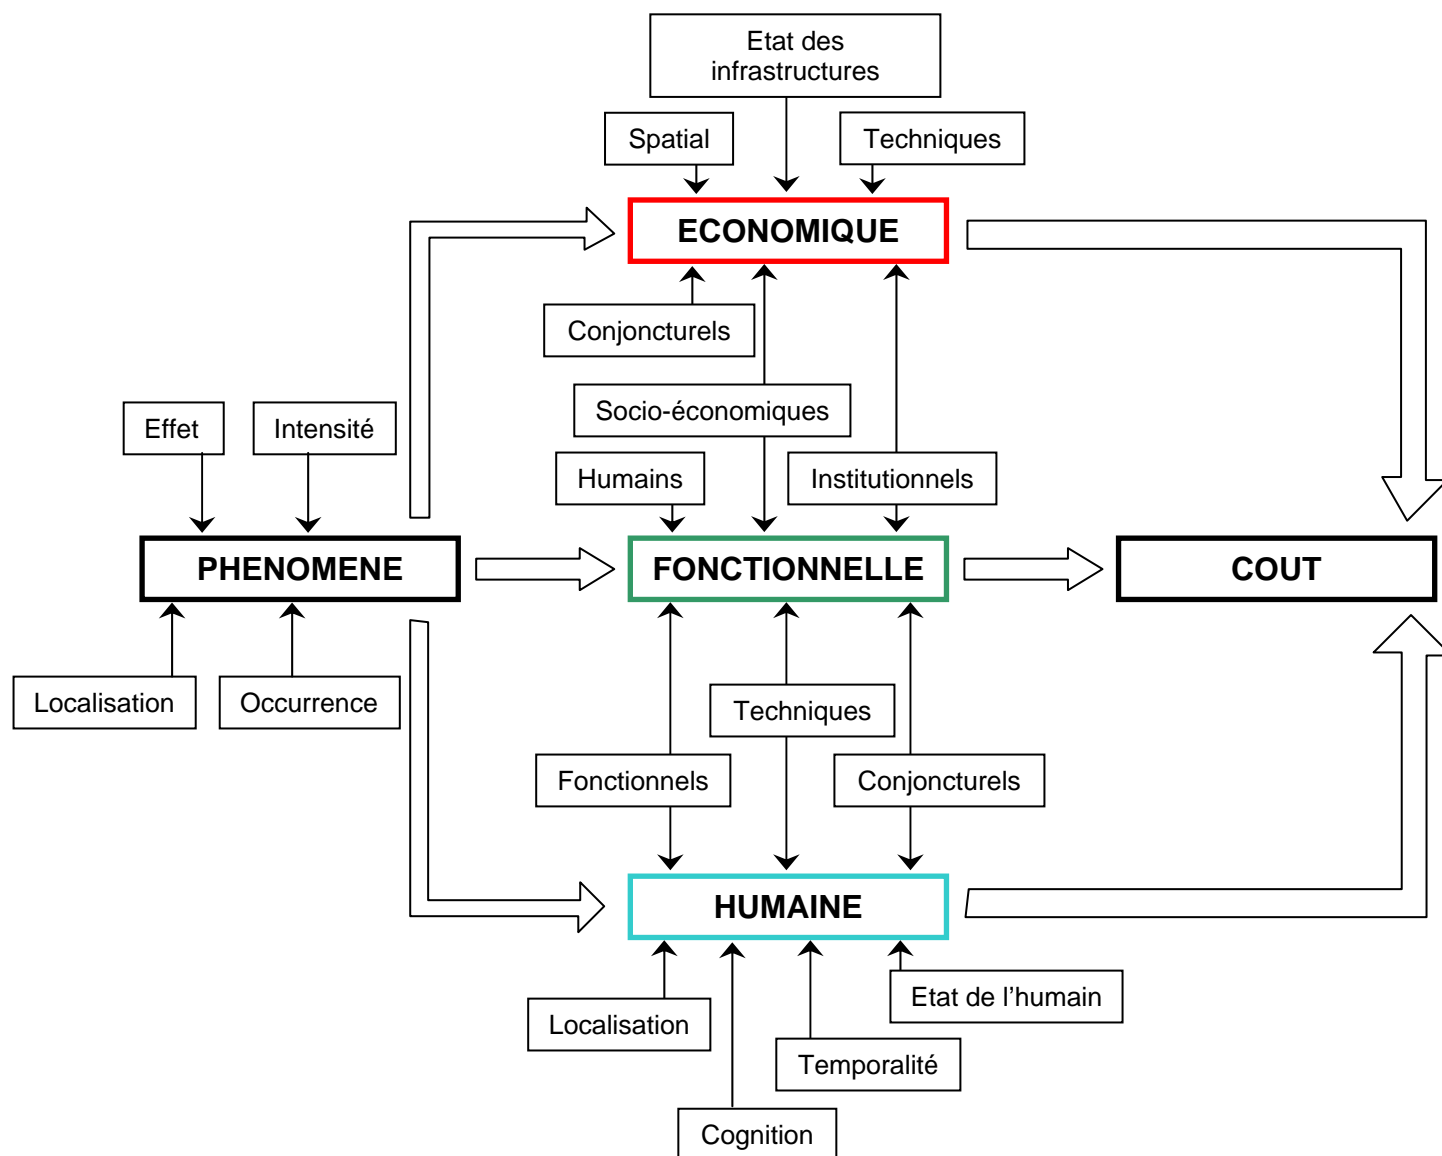 Etat des
infrastructures
Spatial
Techniques
ECONOMIQUE
Conjoncturels
Socio-économiques
Effet
Intensité
Humains
Institutionnels
PHENOMENE
FONCTIONNELLE
COUT
Localisation
Occurrence
Techniques
Fonctionnels
Conjoncturels
HUMAINE
Etat de l’humain
Localisation
Temporalité
Cognition